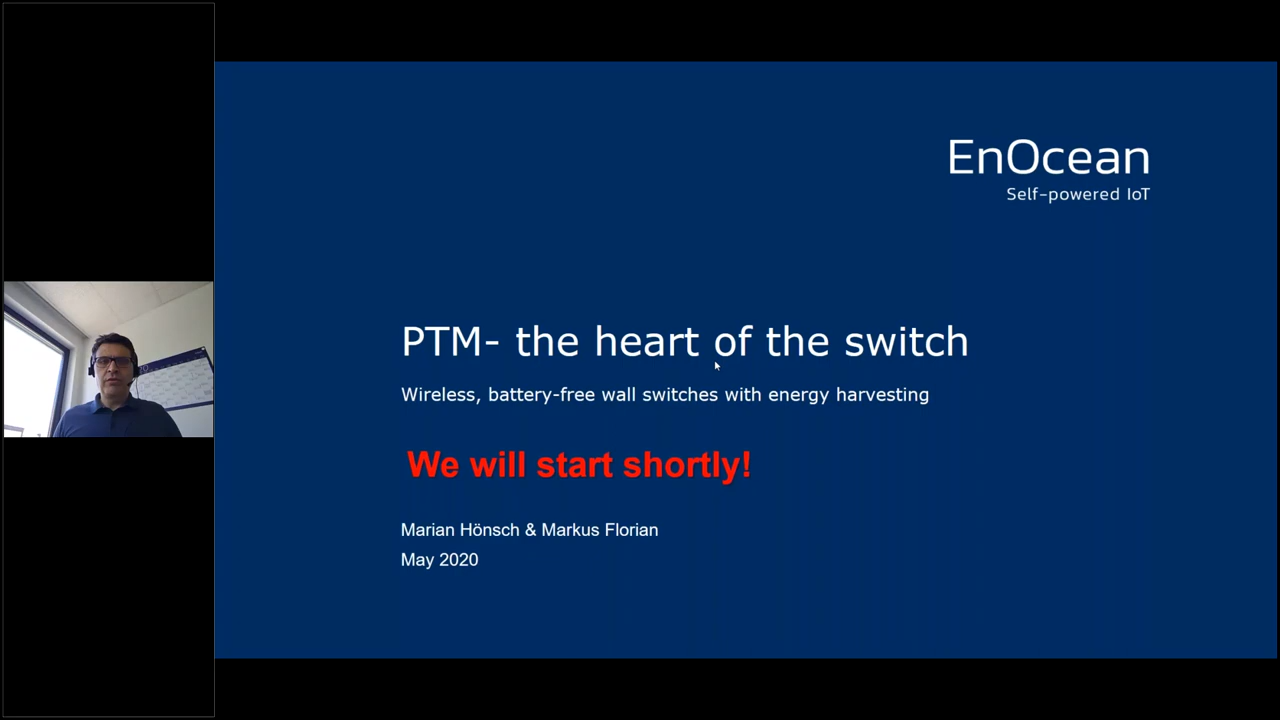 EnOcean
Self-powered IoT
PTM- the heart of the switch
Wireless, battery-free wall switches with energy harvesting
We will start shortly!
Marian Hönsch & Markus Florian
May 2020